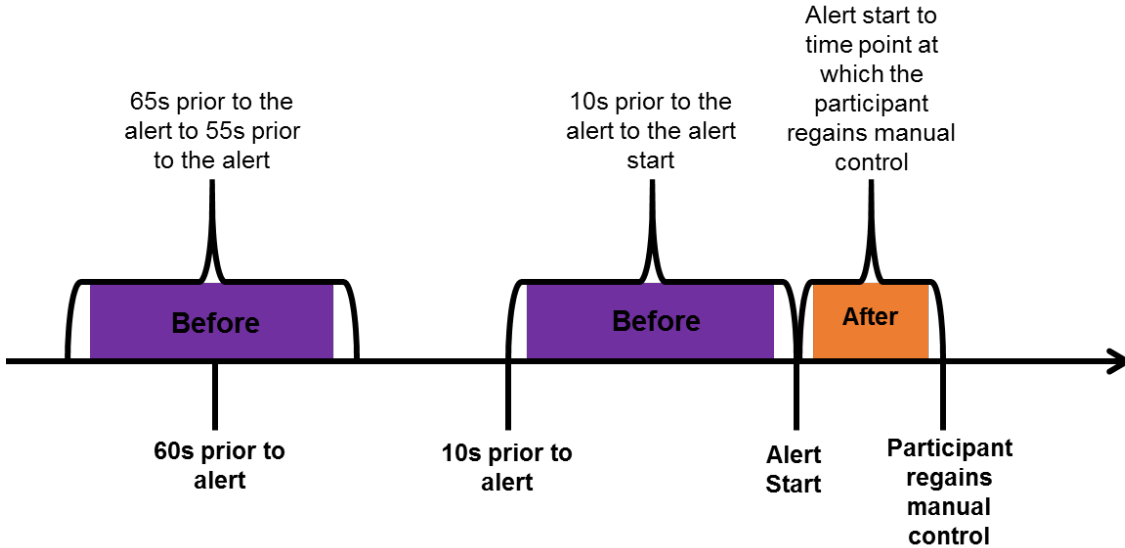 65s prior to the
alert to 55s prior
to the alert
10s prior to the
alert to the alert
start
Alert start to
time point at
which the
participant
regains manual
control
Before
Before
After
60s prior to
alert
10s prior to
alert
Alert
Start
Participant
regains
manual
control